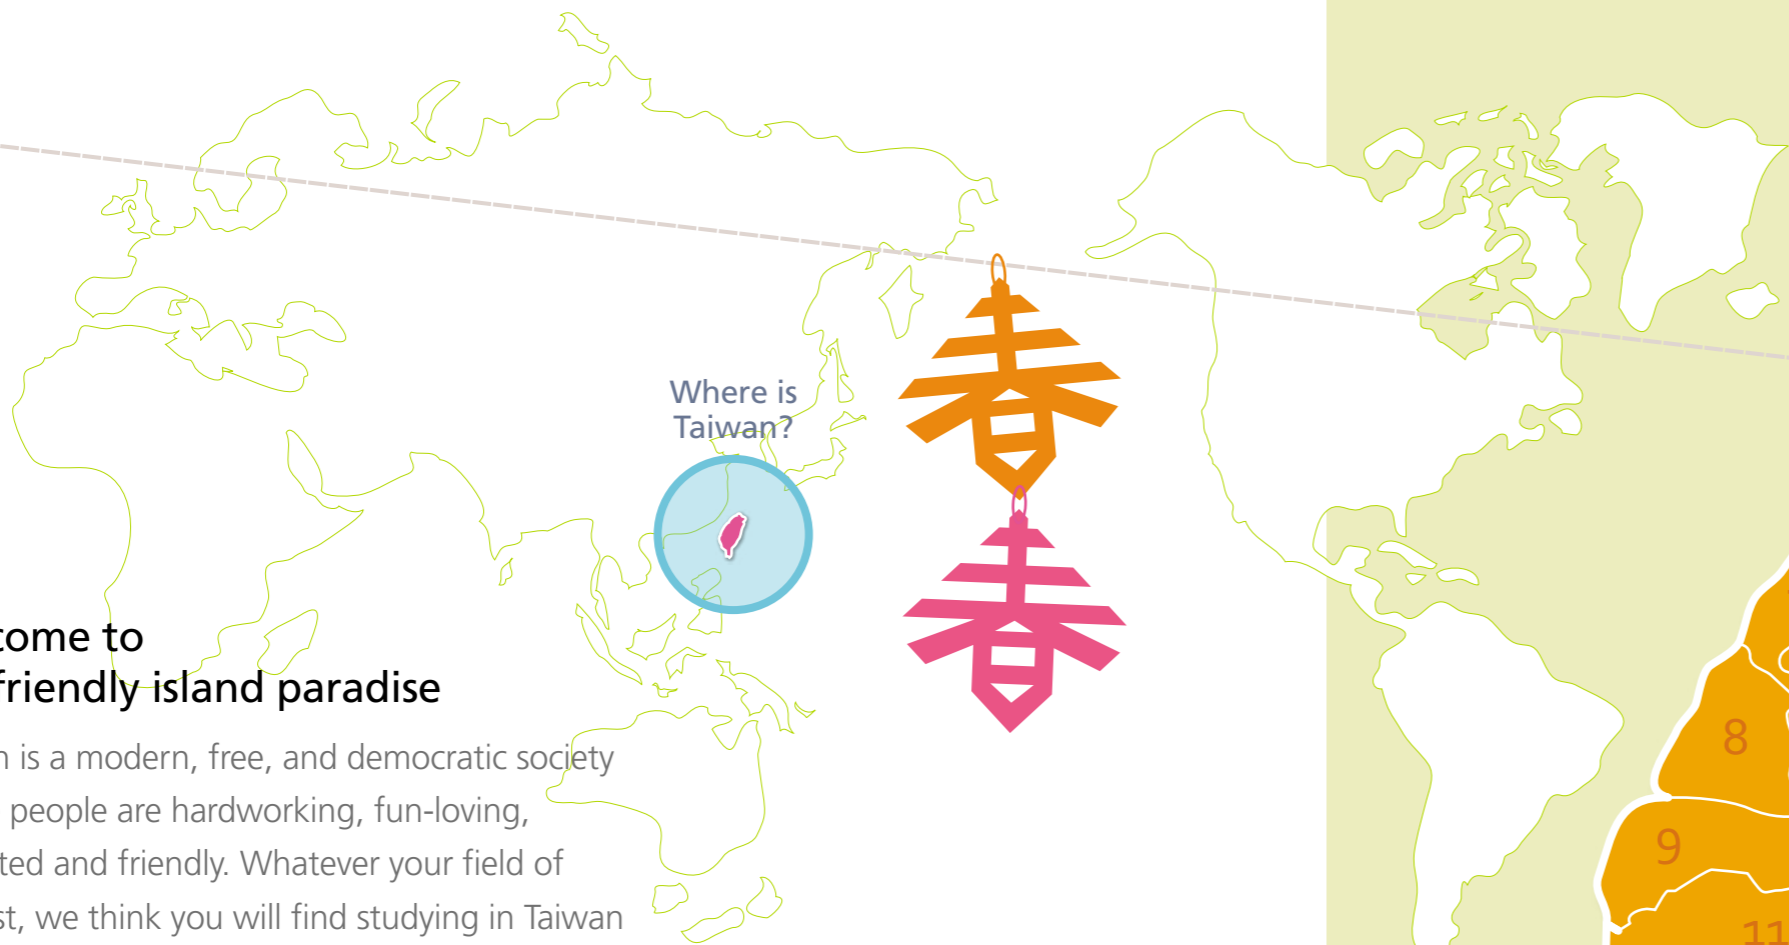 Where is
Taiwan?
春
春
come to
friendly island paradise
n is a modern, free, and democratic society
people are hardworking, fun-loving,
ted and friendly. Whatever your field of
st, we think you will find studying in Taiwan
8
9
11